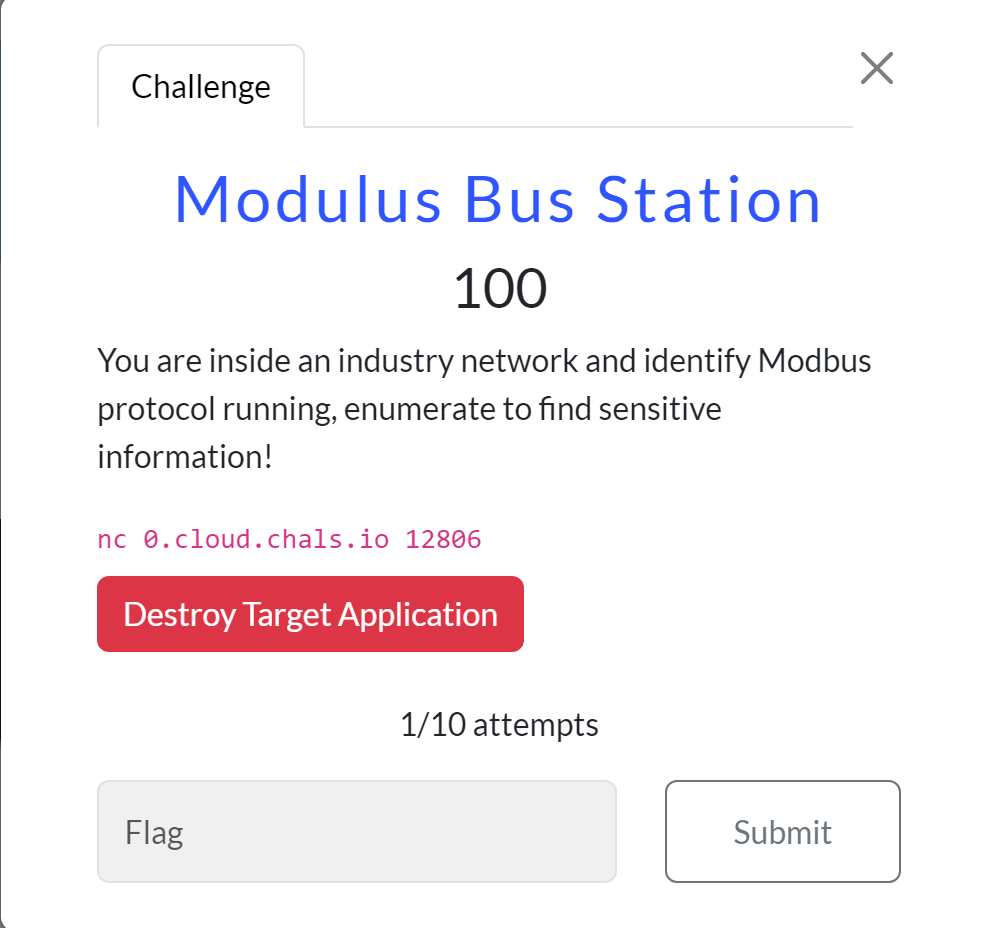 Challenge
Modulus Bus Station
100
You are inside an industry network and identify Modbus
protocol running, enumerate to find sensitive
information!
nc 0.cloud.chals.io 12806
Destroy Target Application
1/10 attempts
Flag
Submit